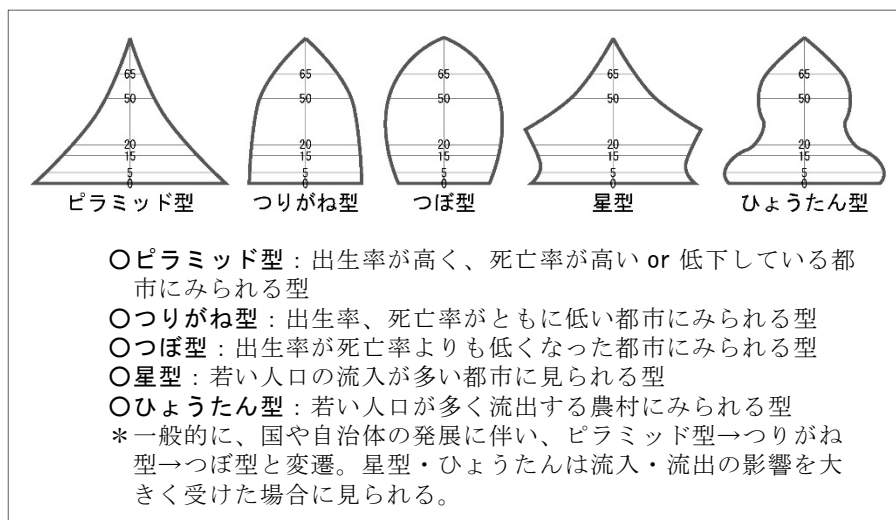 65
50
20
15
5
0
ピラミッド型
65
50
20
15
5
0
つりがね型
65
50
20
15
5
0
つぼ型
65
50
20
15
5
0
星型
65
50
20
15
5
0
ひょうたん型
〇ピラミッド型：出生率が高く、死亡率が高い or 低下している都
市にみられる型
〇つりがね型：出生率、死亡率がともに低い都市にみられる型
〇つぼ型：出生率が死亡率よりも低くなった都市にみられる型
〇星型：若い人口の流入が多い都市に見られる型
〇ひょうたん型：若い人口が多く流出する農村にみられる型
＊一般的に、国や自治体の発展に伴い、ピラミッド型→つりがね
型→つぼ型と変遷。星型・ひょうたんは流入・流出の影響を大
きく受けた場合に見られる。